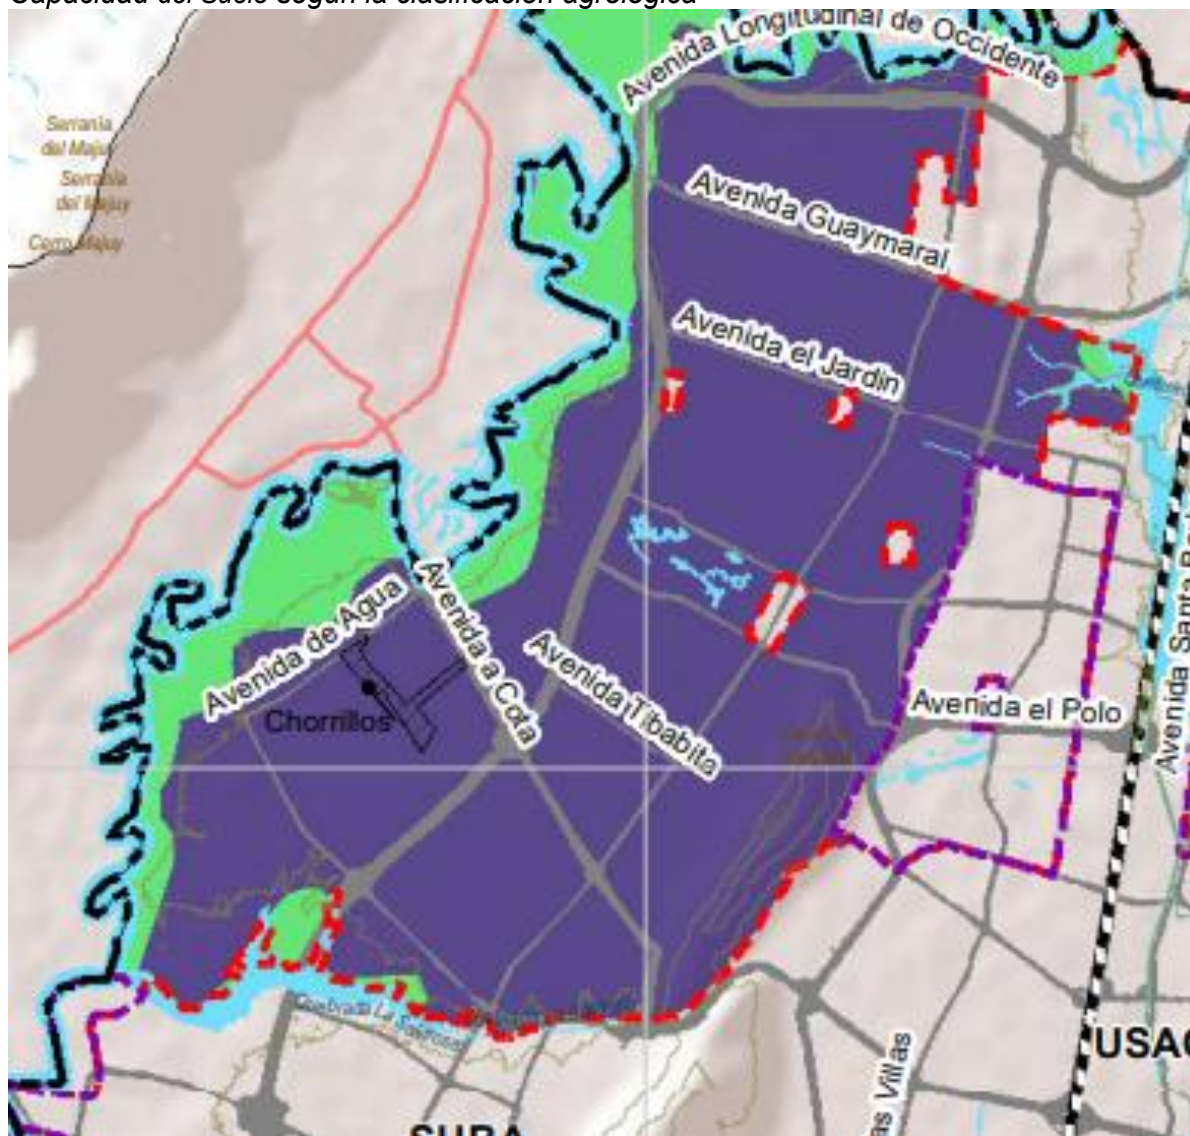 Capacidad del Suelo según la clasificación agrológica
Avenida Longitudinal de Occidente
Serranía
del Majuy
Serranía
del Majuy
Cerro Majuy
Avenida Guaymaral
Avenida el Jardin
Avenida de Agua
Avenida a Cota
Avenida Tibabita
Chorrillos
Avenida el Polo
Avenida Santa
Quebrada La Salitrosa
USA
as Villas
SUBA